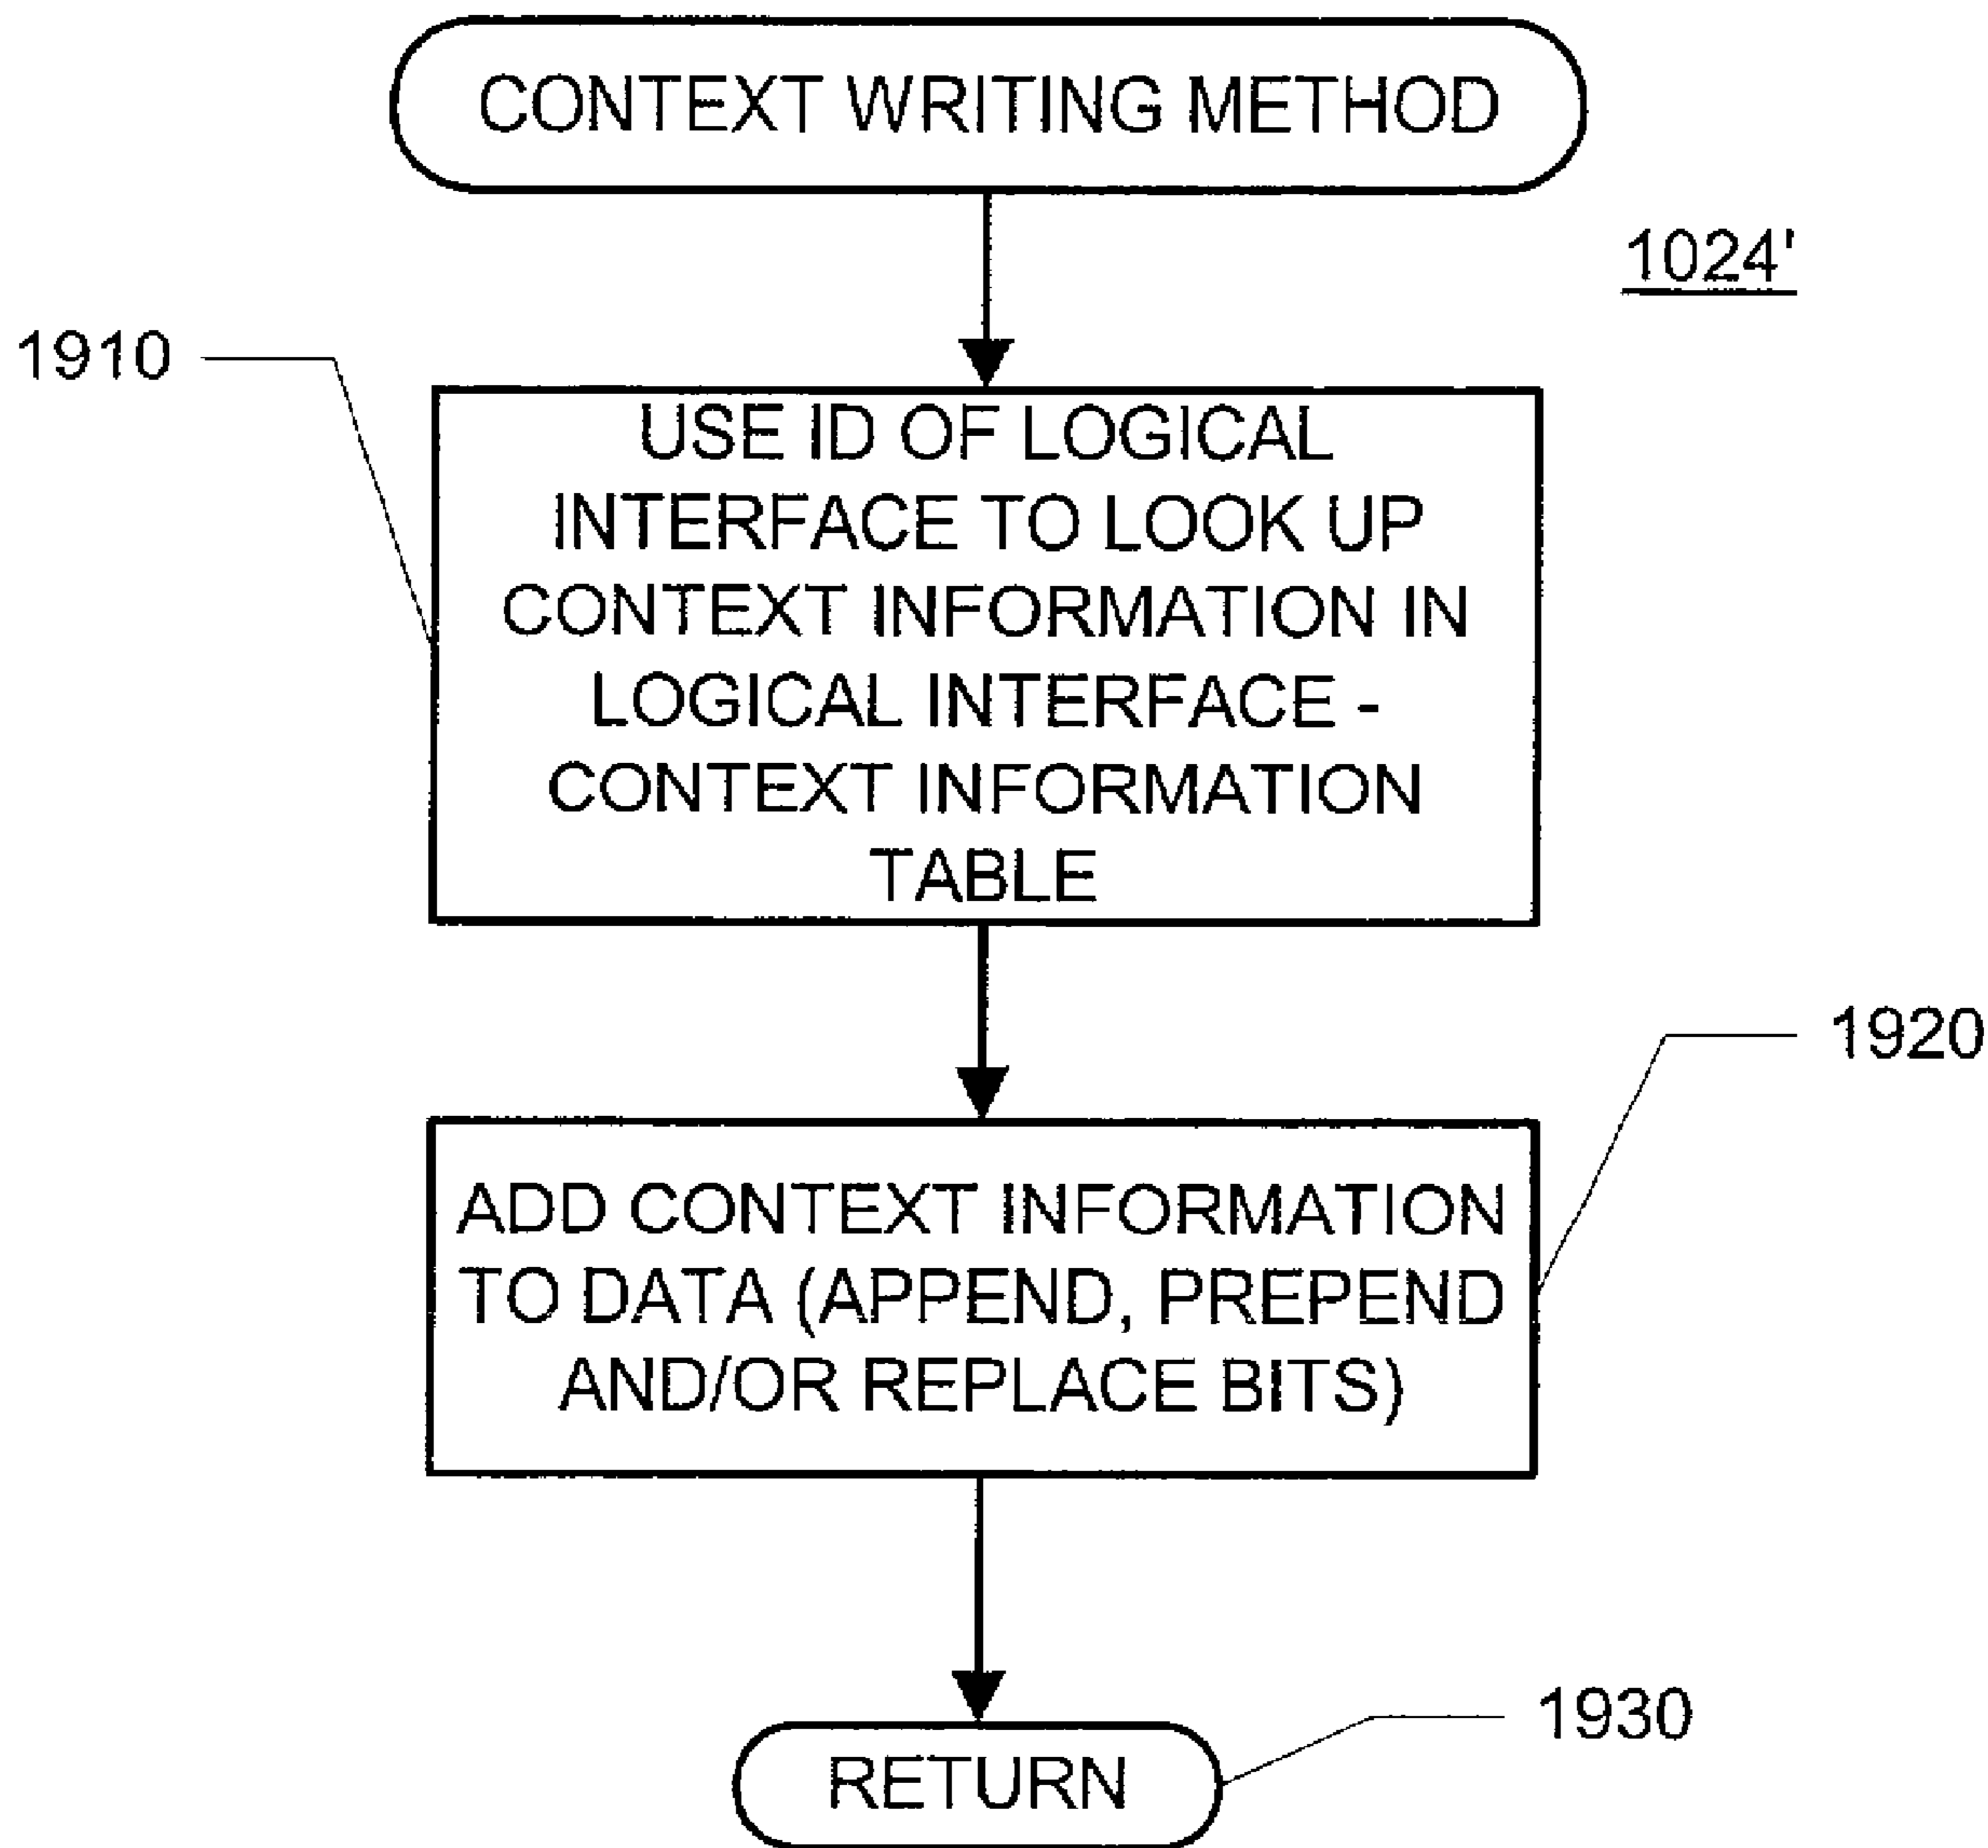 CONTEXT WRITING METHOD
1024'
1910
USE ID OF LOGICAL
INTERFACE TO LOOK UP
CONTEXT INFORMATION IN
LOGICAL INTERFACE -
CONTEXT INFORMATION
TABLE
1920
ADD CONTEXT INFORMATION
TO DATA (APPEND, PREPEND
AND/OR REPLACE BITS)
1930
RETURN